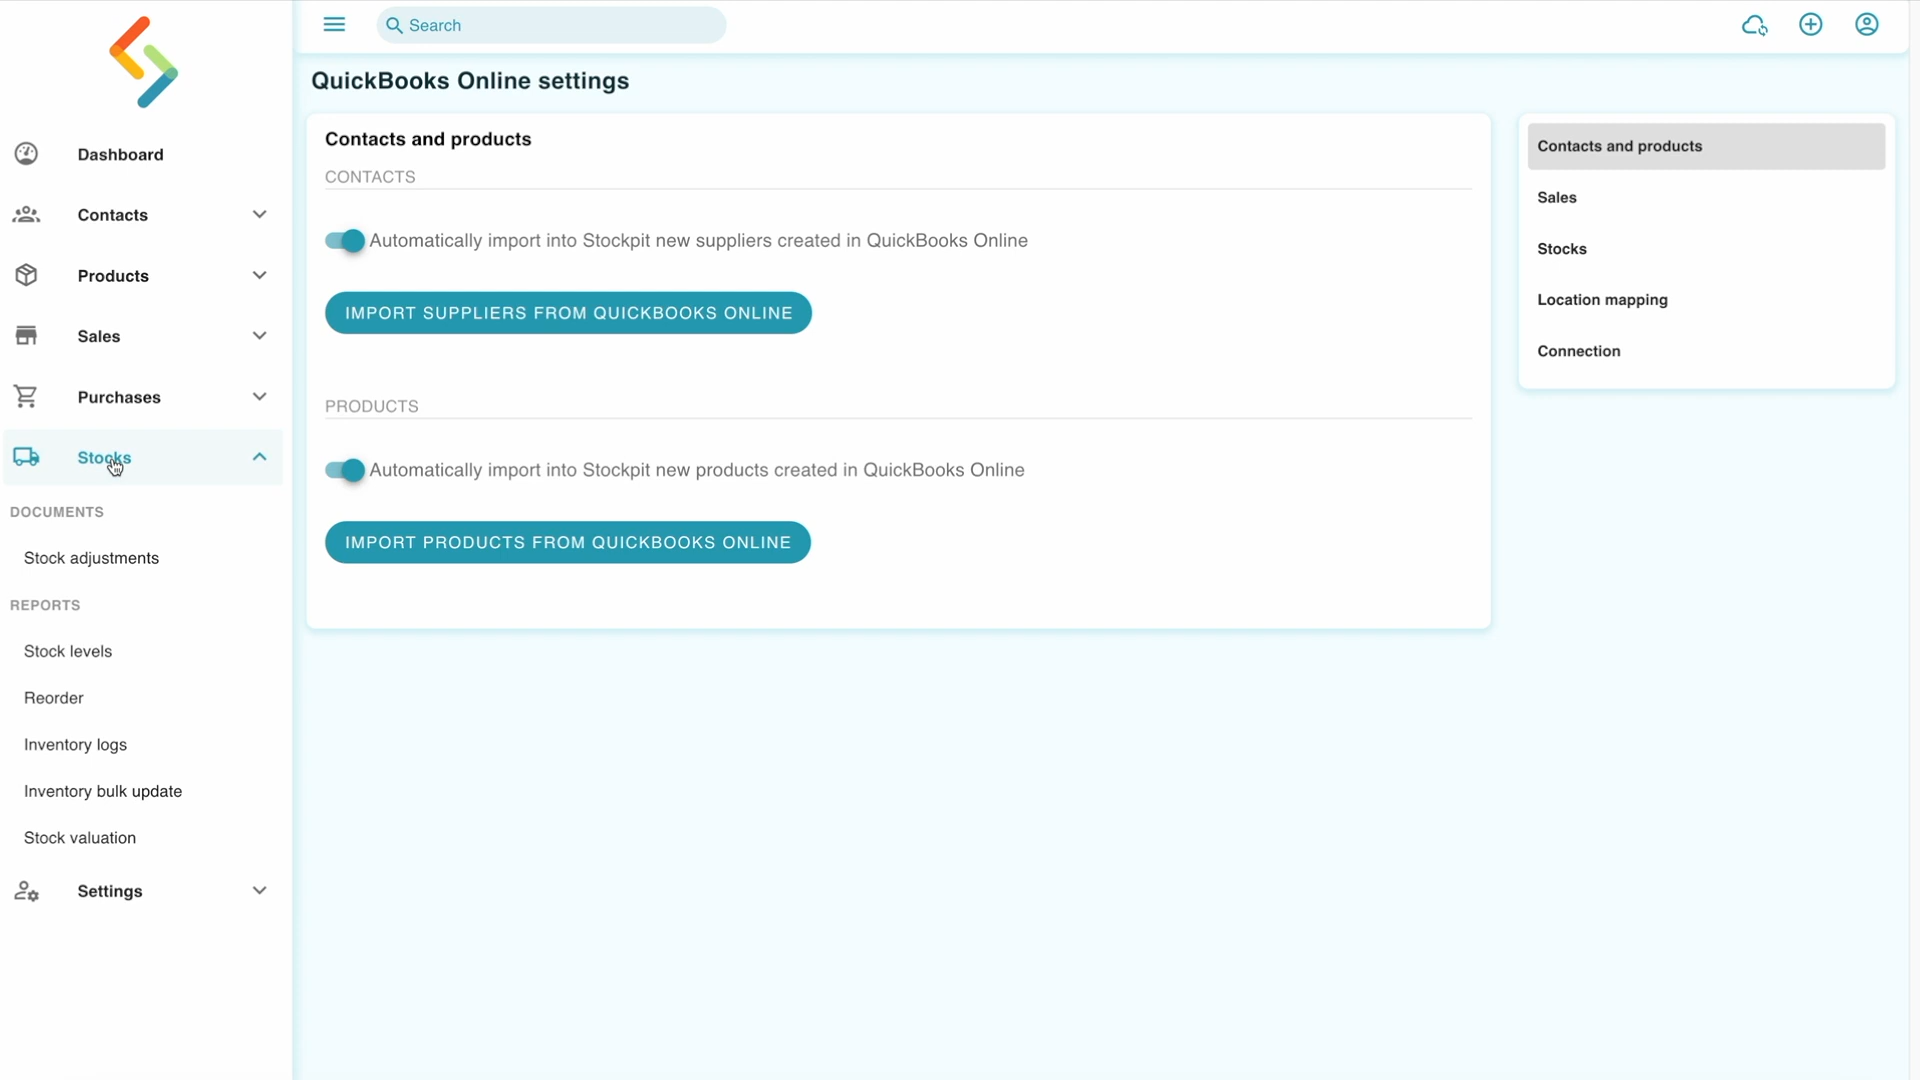 Search
QuickBooks Online settings
Dashboard
Contacts
Products
Sales
Purchases
Stocks
DOCUMENTS
Stock adjustments
REPORTS
Stock levels
Reorder
Inventory logs
Inventory bulk update
Stock valuation
Settings
Contacts and products
CONTACTS
Automatically import into Stockpit new suppliers created in QuickBooks Online
IMPORT SUPPLIERS FROM QUICKBOOKS ONLINE
PRODUCTS
Automatically import into Stockpit new products created in QuickBooks Online
IMPORT PRODUCTS FROM QUICKBOOKS ONLINE
Contacts and products
Sales
Stocks
Location mapping
Connection